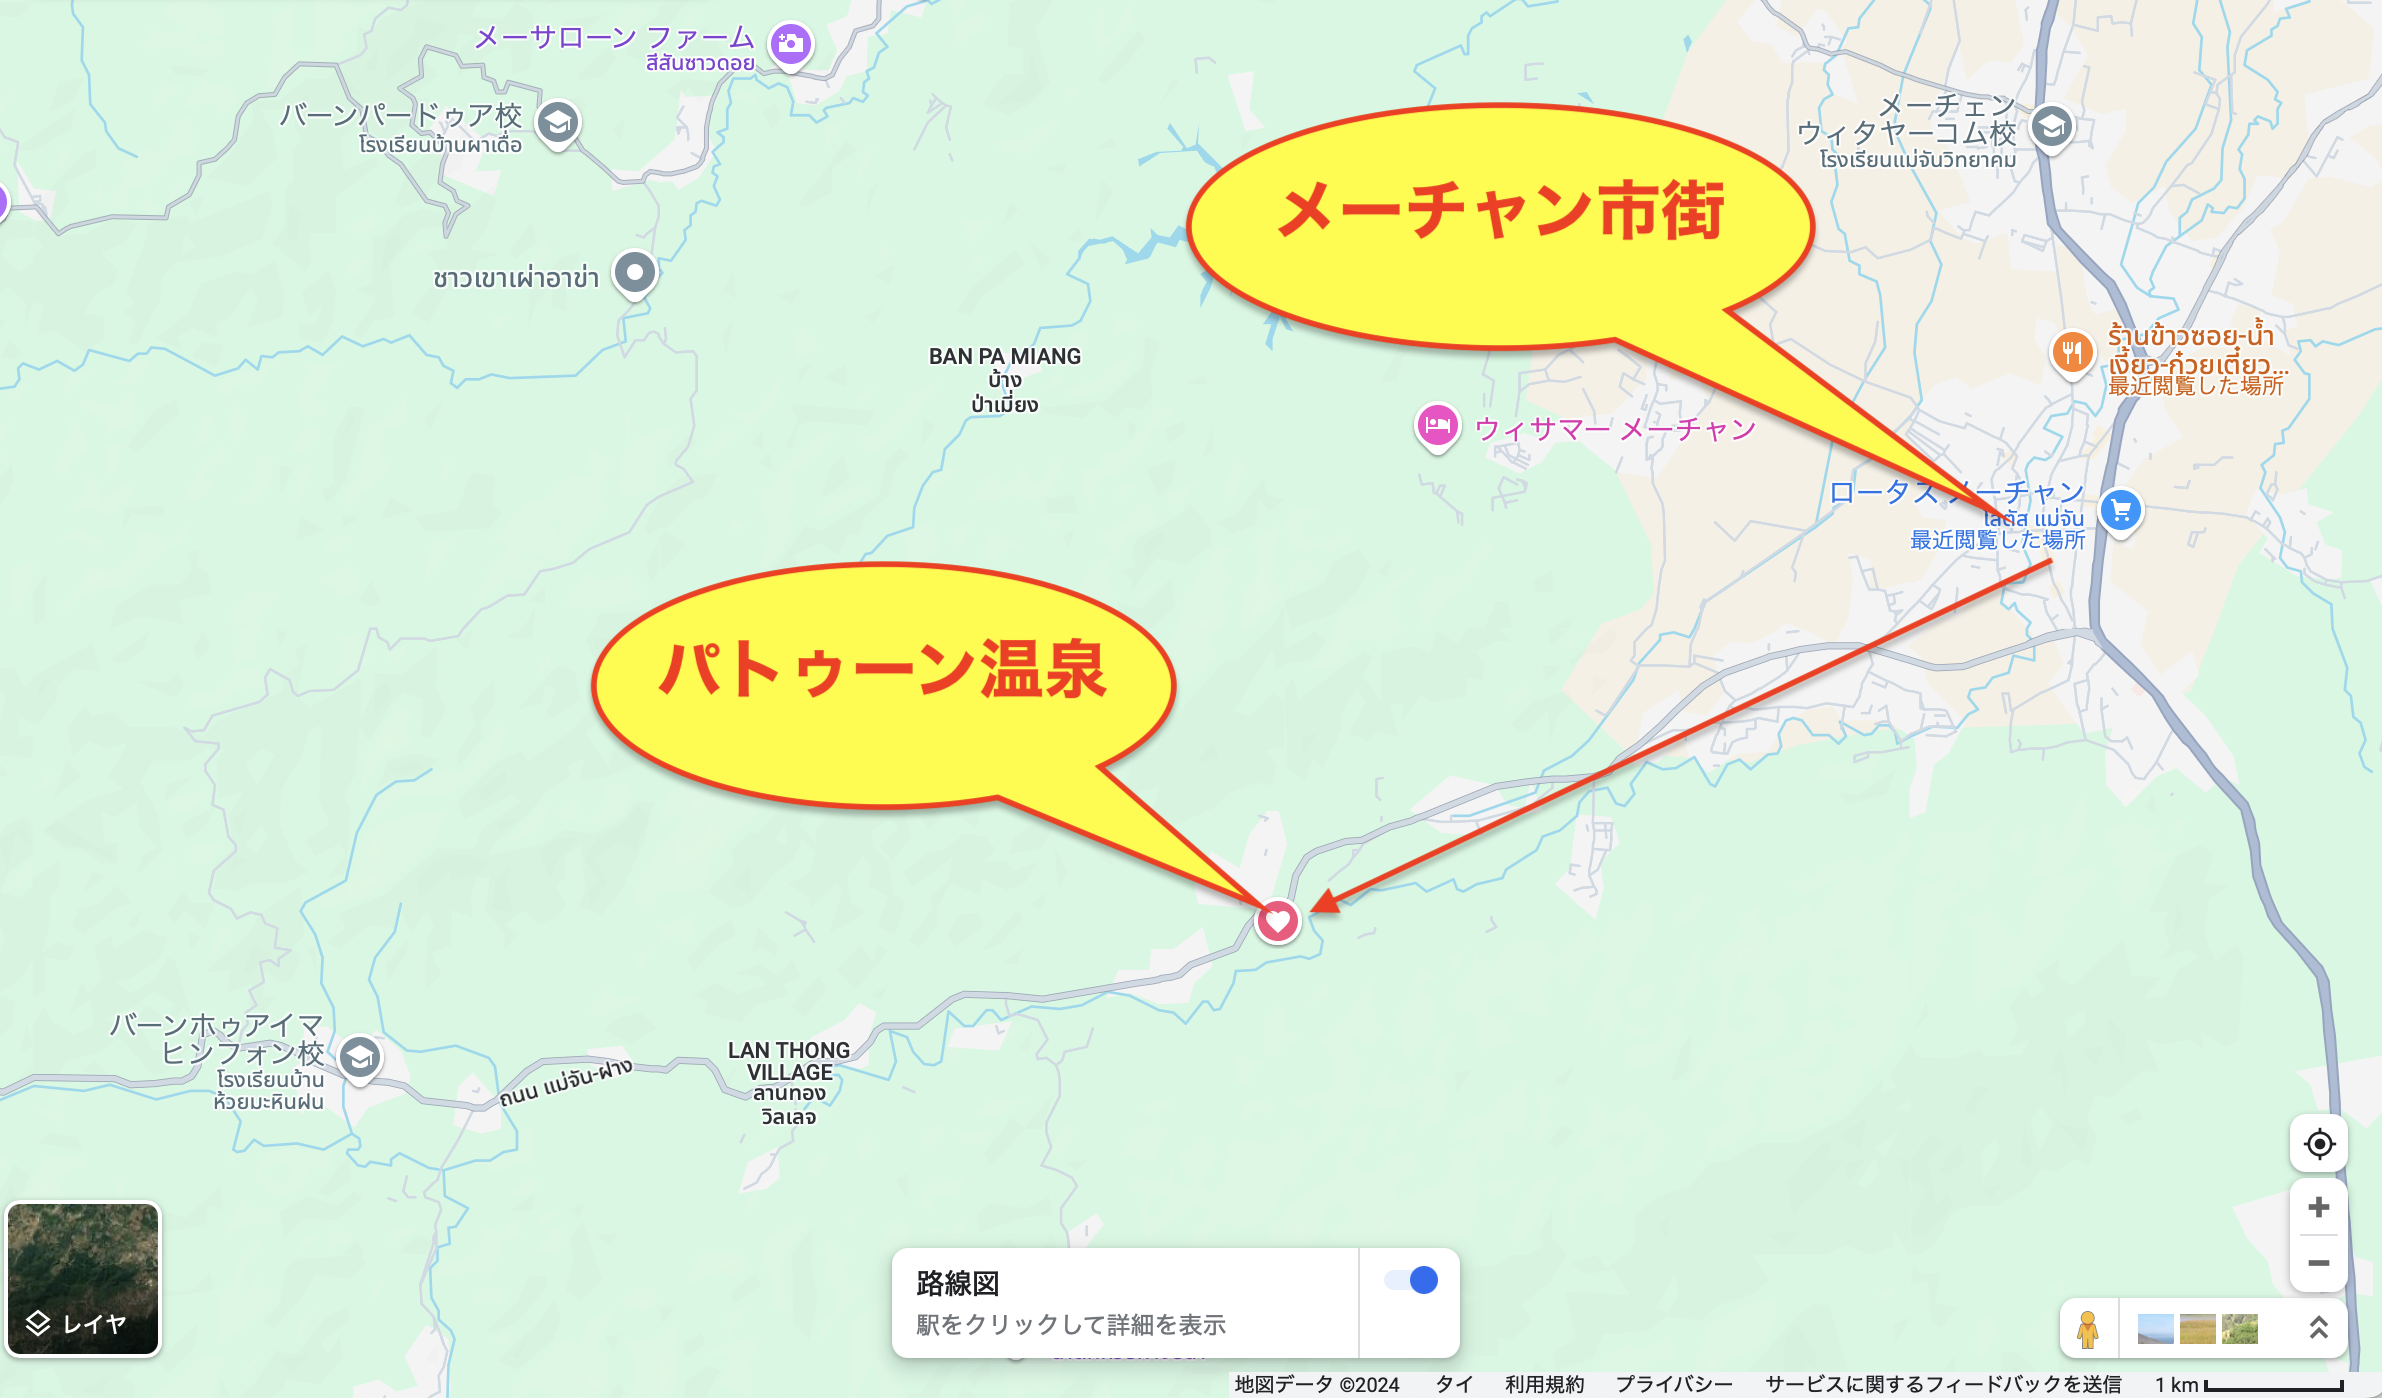 メーサローン ファーム
สีสันชาวดอย
バーンパードゥア校
โรงเรียนบ้านผาเดื่อ
ชาวเขาเผ่าอาข่า
メーチェン
ウィタヤーコム校
โรงเรียนแม่จันวิทยาคม
メーチャン市街
BAN PA MIANG
บ้าง
ป่าเมี่ยง
ร้านข้าวซอย-น้ำ
เงี้ยว-ก๋วยเตี๋ยว...
最近閲覧した場所
ウィサマー メーチャン
ロータス メーチャン
โลตัส แม่จัน
最近閲覧した場所
パトゥーン温泉
バーンホゥアイマ
ヒンフォン校
โรงเรียนบ้าน
ห้วยมะหินฝน
ถนน แม่จัน-ฝาง
LAN THONG
VILLAGE
ลานทอง
วิลเลจ
レイヤ
路線図
駅をクリックして詳細を表示
地図データ ©2024 タイ 利用規約 プライバシー サービスに関するフィードバックを送信 1 km